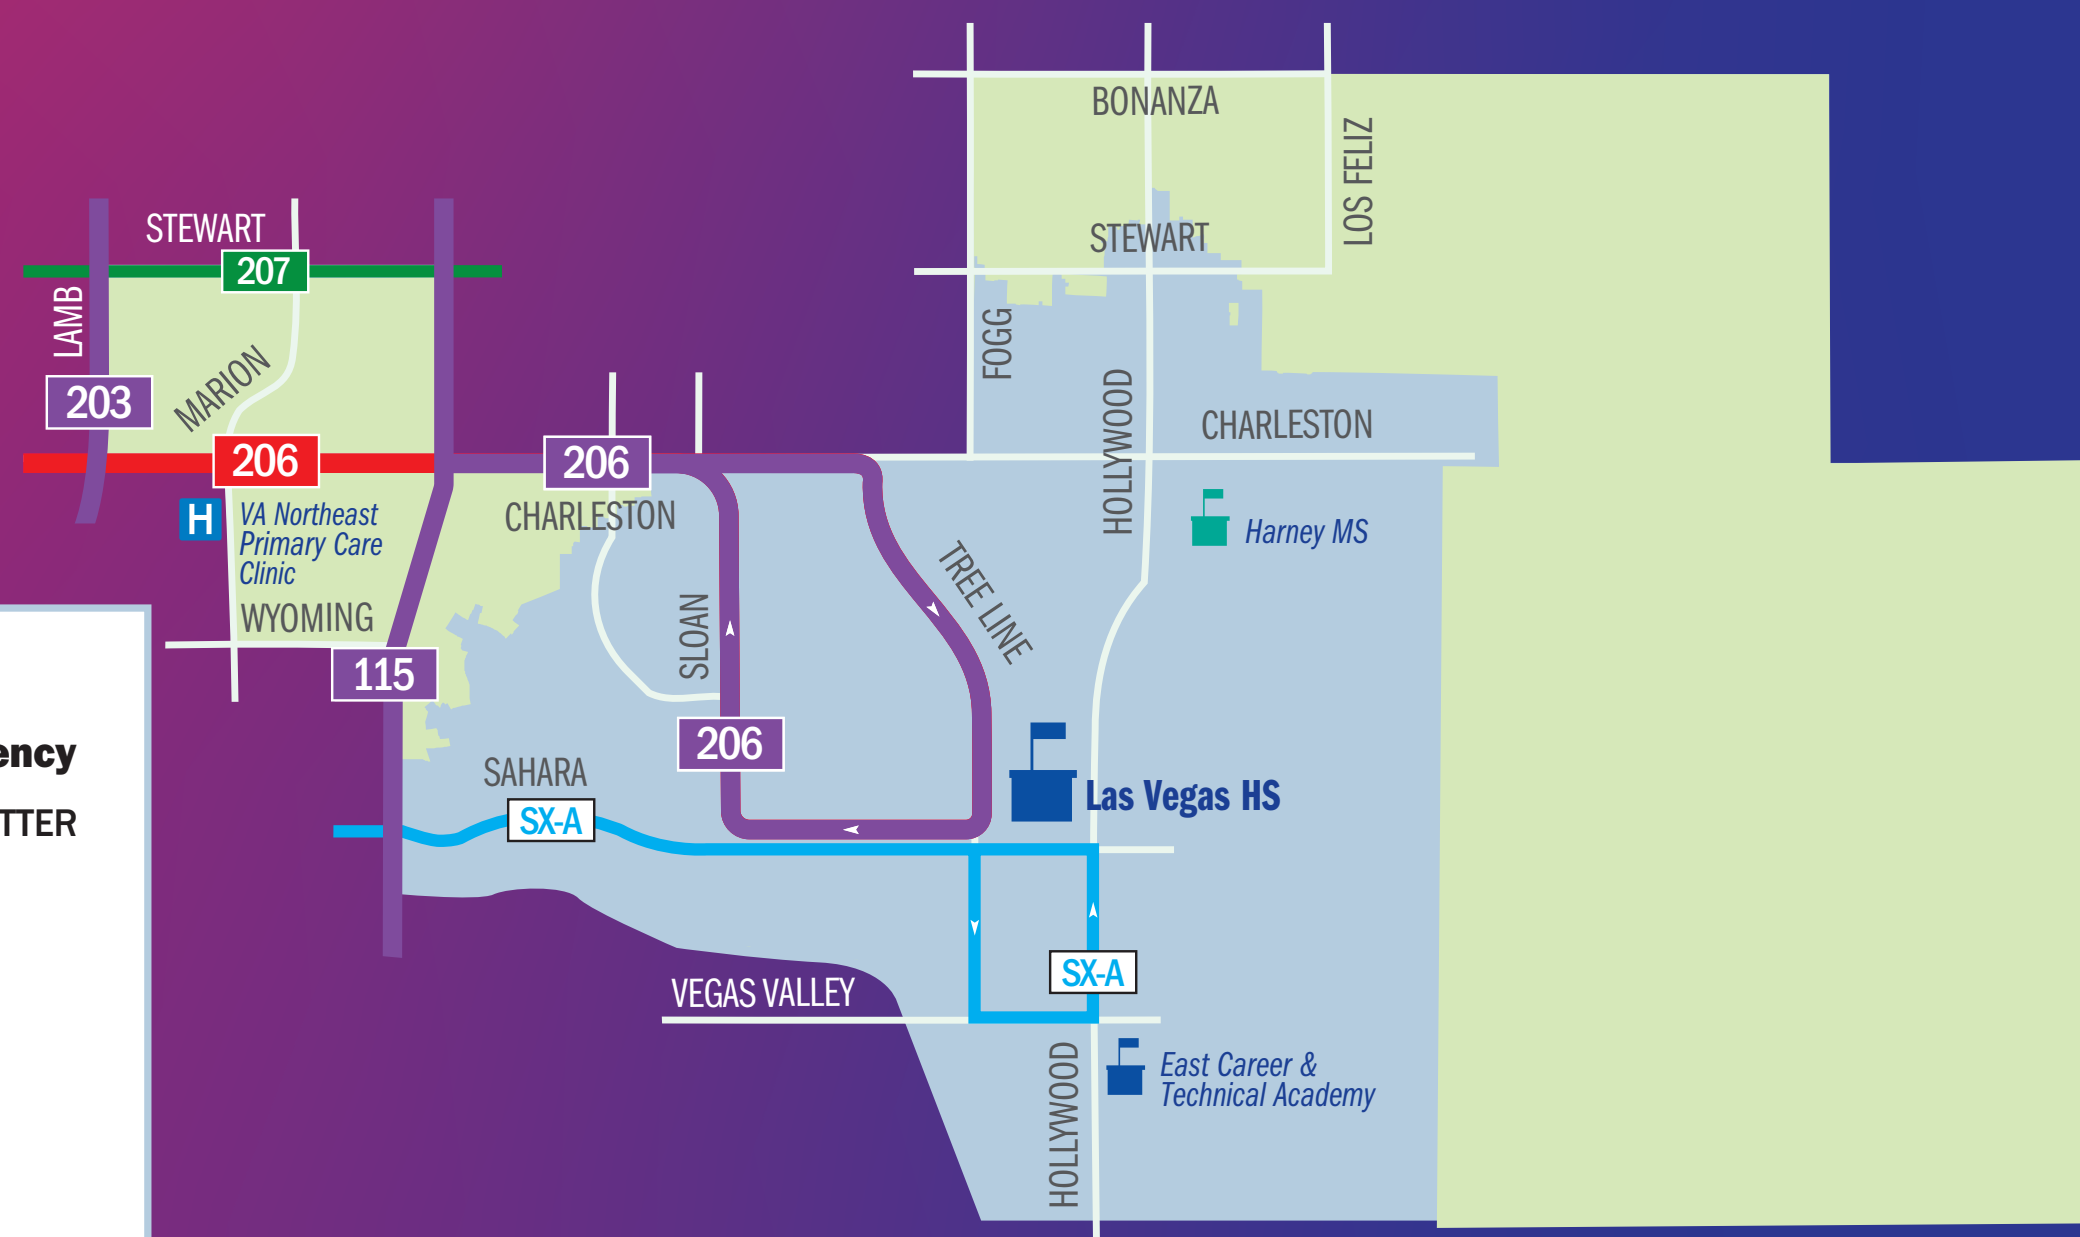 BONANZA
LOS FELIZ
STEWART
207
STEWART
LAMB
FOGG
MARION
203
HOLLYWOOD
CHARLESTON
206
206
H
VA Northeast
Primary Care
Clinic
CHARLESTON
Harney MS
TREE LINE
WYOMING
SLOAN
115
206
ency
SAHARA
Las Vegas HS
TTER
SX-A
SX-A
VEGAS VALLEY
HOLLYWOOD
East Career &
Technical Academy